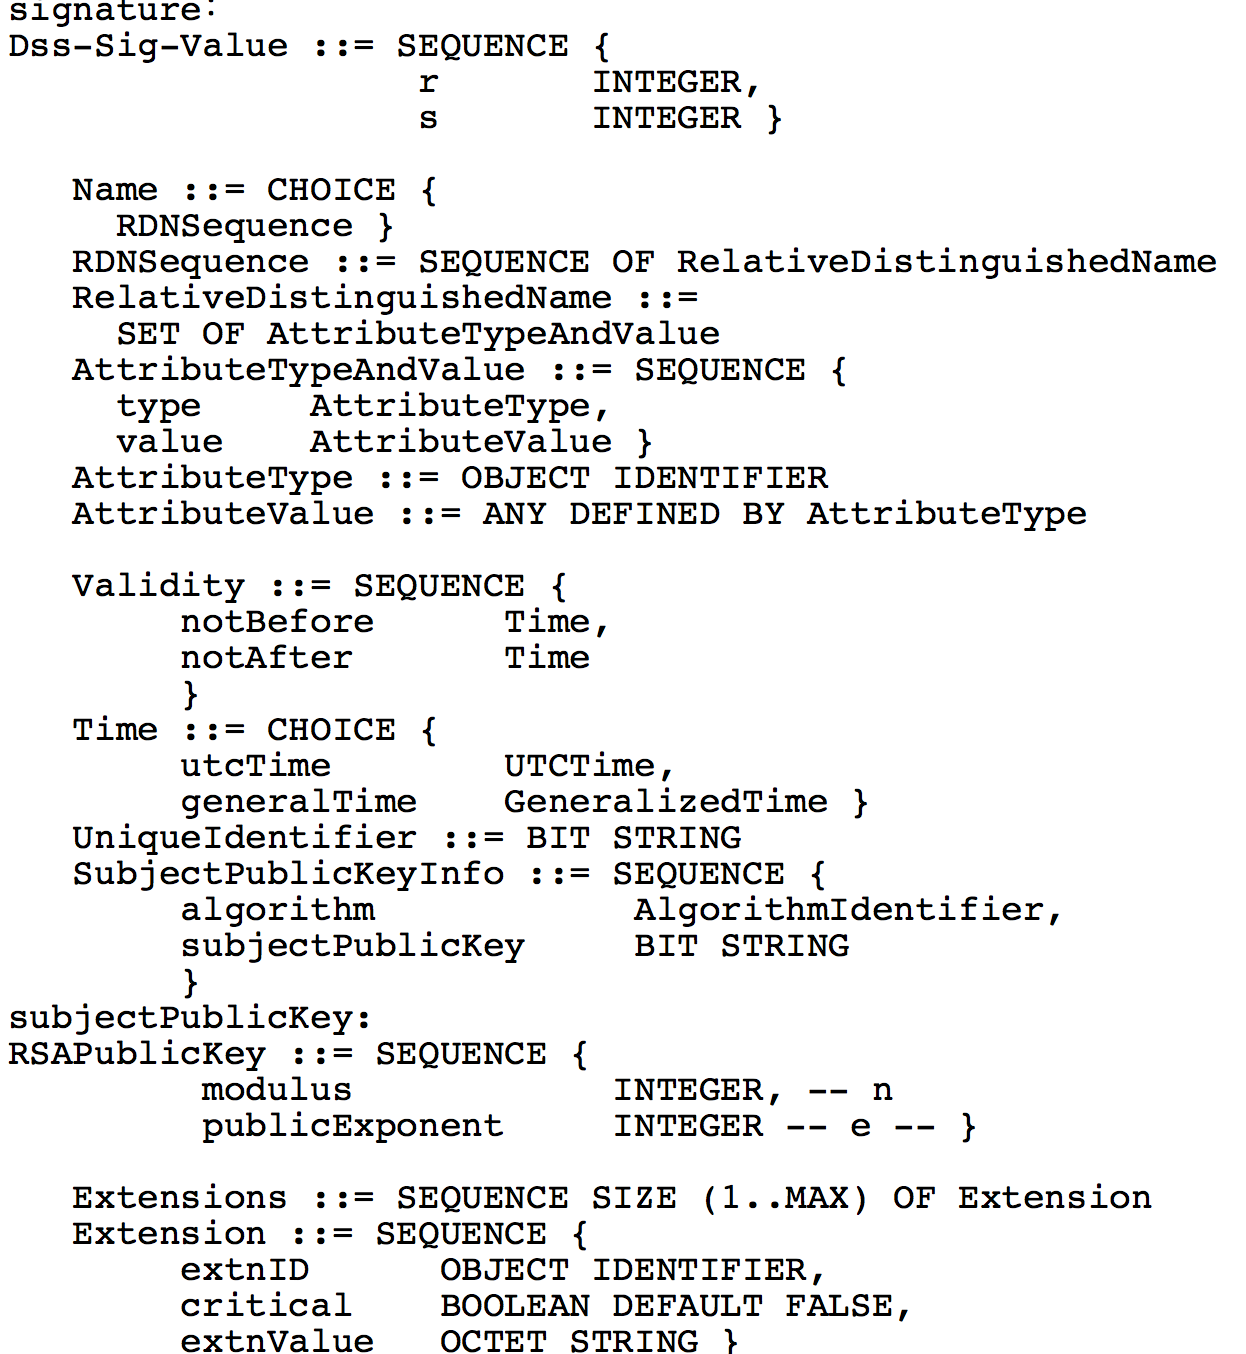 signature:
Dss-Sig-Value ::= SEQUENCE {
r INTEGER,
s INTEGER }
Name ::= CHOICE {
RDNSequence }
RDNSequence ::= SEQUENCE OF RelativeDistinguishedName
RelativeDistinguishedName ::=
SET OF AttributeTypeAndValue
AttributeTypeAndValue ::= SEQUENCE {
type AttributeType,
value AttributeValue }
AttributeType ::= OBJECT IDENTIFIER
AttributeValue ::= ANY DEFINED BY AttributeType
Validity ::= SEQUENCE {
notBefore Time,
notAfter Time
}
Time ::= CHOICE {
utcTime UTCTime,
generalTime GeneralizedTime }
UniqueIdentifier ::= BIT STRING
SubjectPublicKeyInfo ::= SEQUENCE {
algorithm AlgorithmIdentifier,
subjectPublicKey BIT STRING
}
subjectPublicKey:
RSAPublicKey ::= SEQUENCE {
modulus INTEGER, -- n
publicExponent INTEGER -- e -- }
Extensions ::= SEQUENCE SIZE (1..MAX) OF Extension
Extension ::= SEQUENCE {
extnID OBJECT IDENTIFIER,
critical BOOLEAN DEFAULT FALSE,
extnValue OCTET STRING }